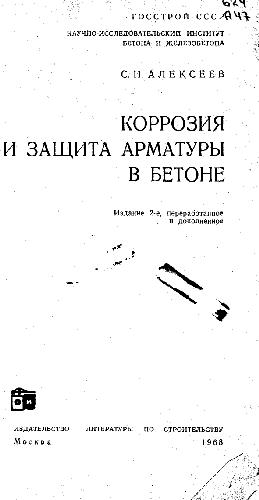 624
А47
ГОССТРОЙ СССР
НАУЧНО-ИССЛЕДОВАТЕЛЬСКИЙ ИНСТИТУТ
БЕТОНА И ЖЕЛЕЗОБЕТОНА
С. Н. АЛЕКСЕЕВ
КОРРОЗИЯ
И ЗАЩИТА АРМАТУРЫ
В БЕТОНЕ
Издание 2-е, переработанное
и дополненное
ИЗДАТЕЛЬСТВО ЛИТЕРАТУРЫ ПО СТРОИТЕЛЬСТВУ
Москва 1968